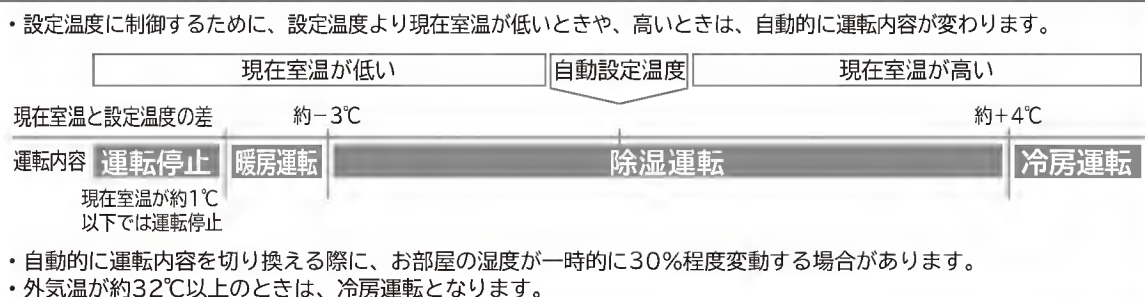 ・設定温度に制御するために、設定温度より現在室温が低いときや、高いときは、自動的に運転内容が変わります。
現在室温が低い 自動設定温度 現在室温が高い
現在室温と設定温度の差 約－3℃ 約＋4℃
運転内容 運転停止 暖房運転 除湿運転 冷房運転
現在室温が約1℃
以下では運転停止
・自動的に運転内容を切り換える際に、お部屋の湿度が一時的に30%程度変動する場合があります。
・外気温が約32℃以上のときは、冷房運転となります。